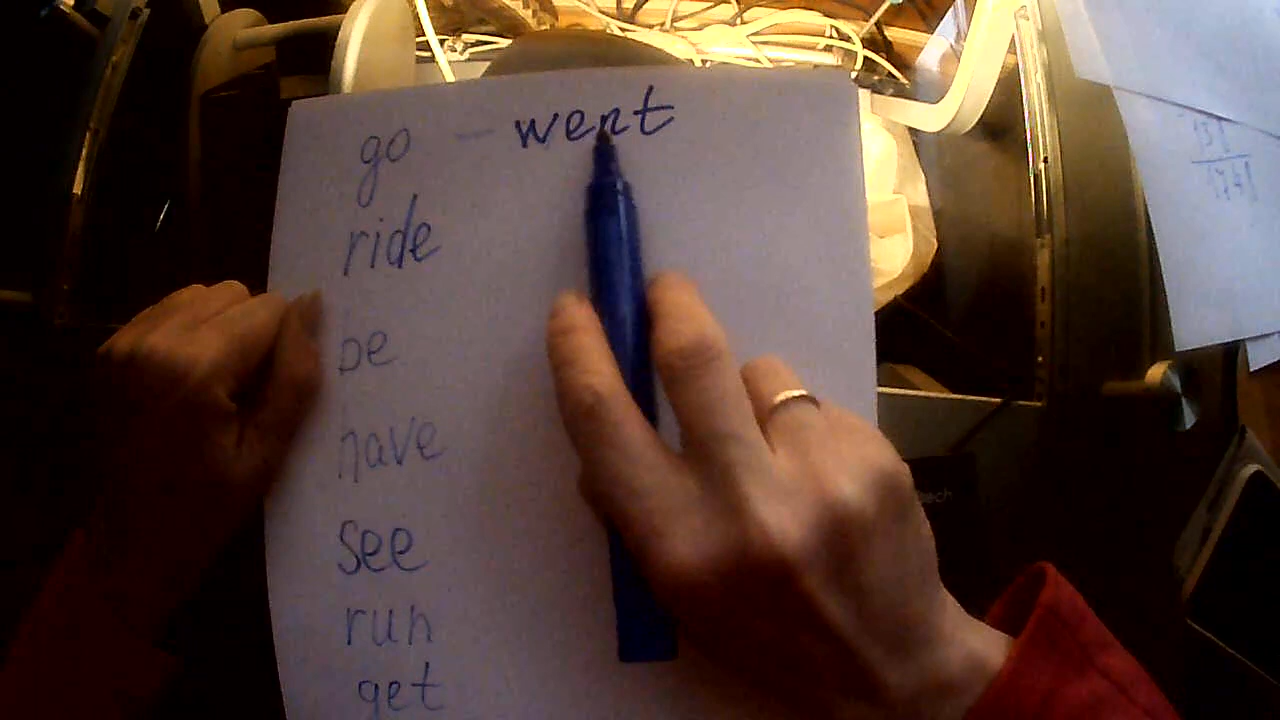 go – went
ride
be
have
see
run
get